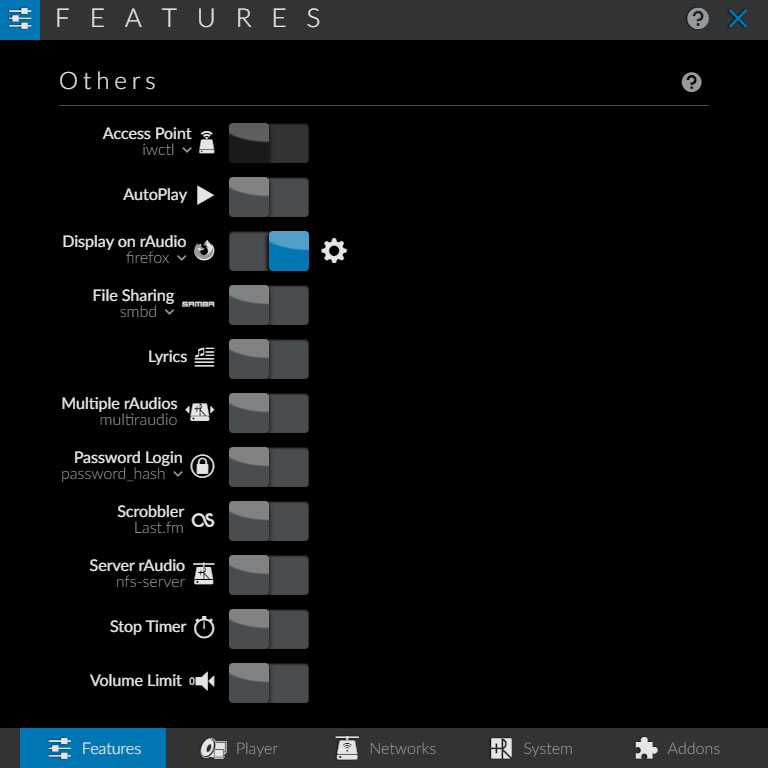 FEATURES
Others
Access Point
iwctl
AutoPlay
Display on rAudio
firefox
File Sharing
smbd
SAMBA
Lyrics
Multiple rAudios
multiraudio
Password Login
password_hash
Scrobbler
Last.fm
Server rAudio
nfs-server
Stop Timer
Volume Limit
0
Features
Player
Networks
System
Addons